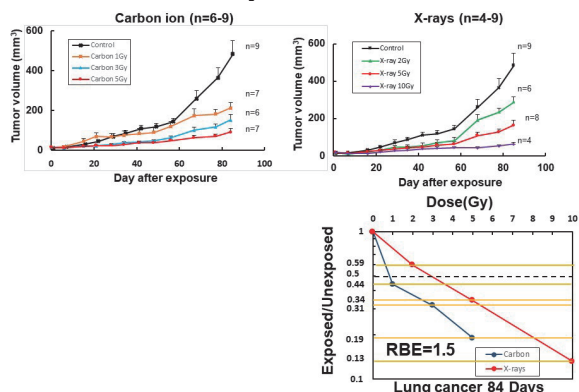 Carbon ion (n=6-9)
Tumor volume (mm³)
600
400
200
0
0
20
40
60
80
100
Control
Carbon 1Gy
Carbon 3Gy
Carbon 5Gy
n=9
n=7
n=6
n=7
Day after exposure
X-rays (n=4-9)
Tumor volume (mm³)
600
400
200
0
0
20
40
60
80
100
Control
X-ray 2Gy
X-ray 5Gy
X-ray 10Gy
n=9
n=6
n=8
n=4
Day after exposure
Dose(Gy)
0 1 2 3 4 5 6 7 8 9 10
Exposed/Unexposed
1
0.59
0.5
0.44
0.34
0.31
0.19
0.13
0.1
RBE=1.5
Carbon
X-rays
Lung cancer 84 Days